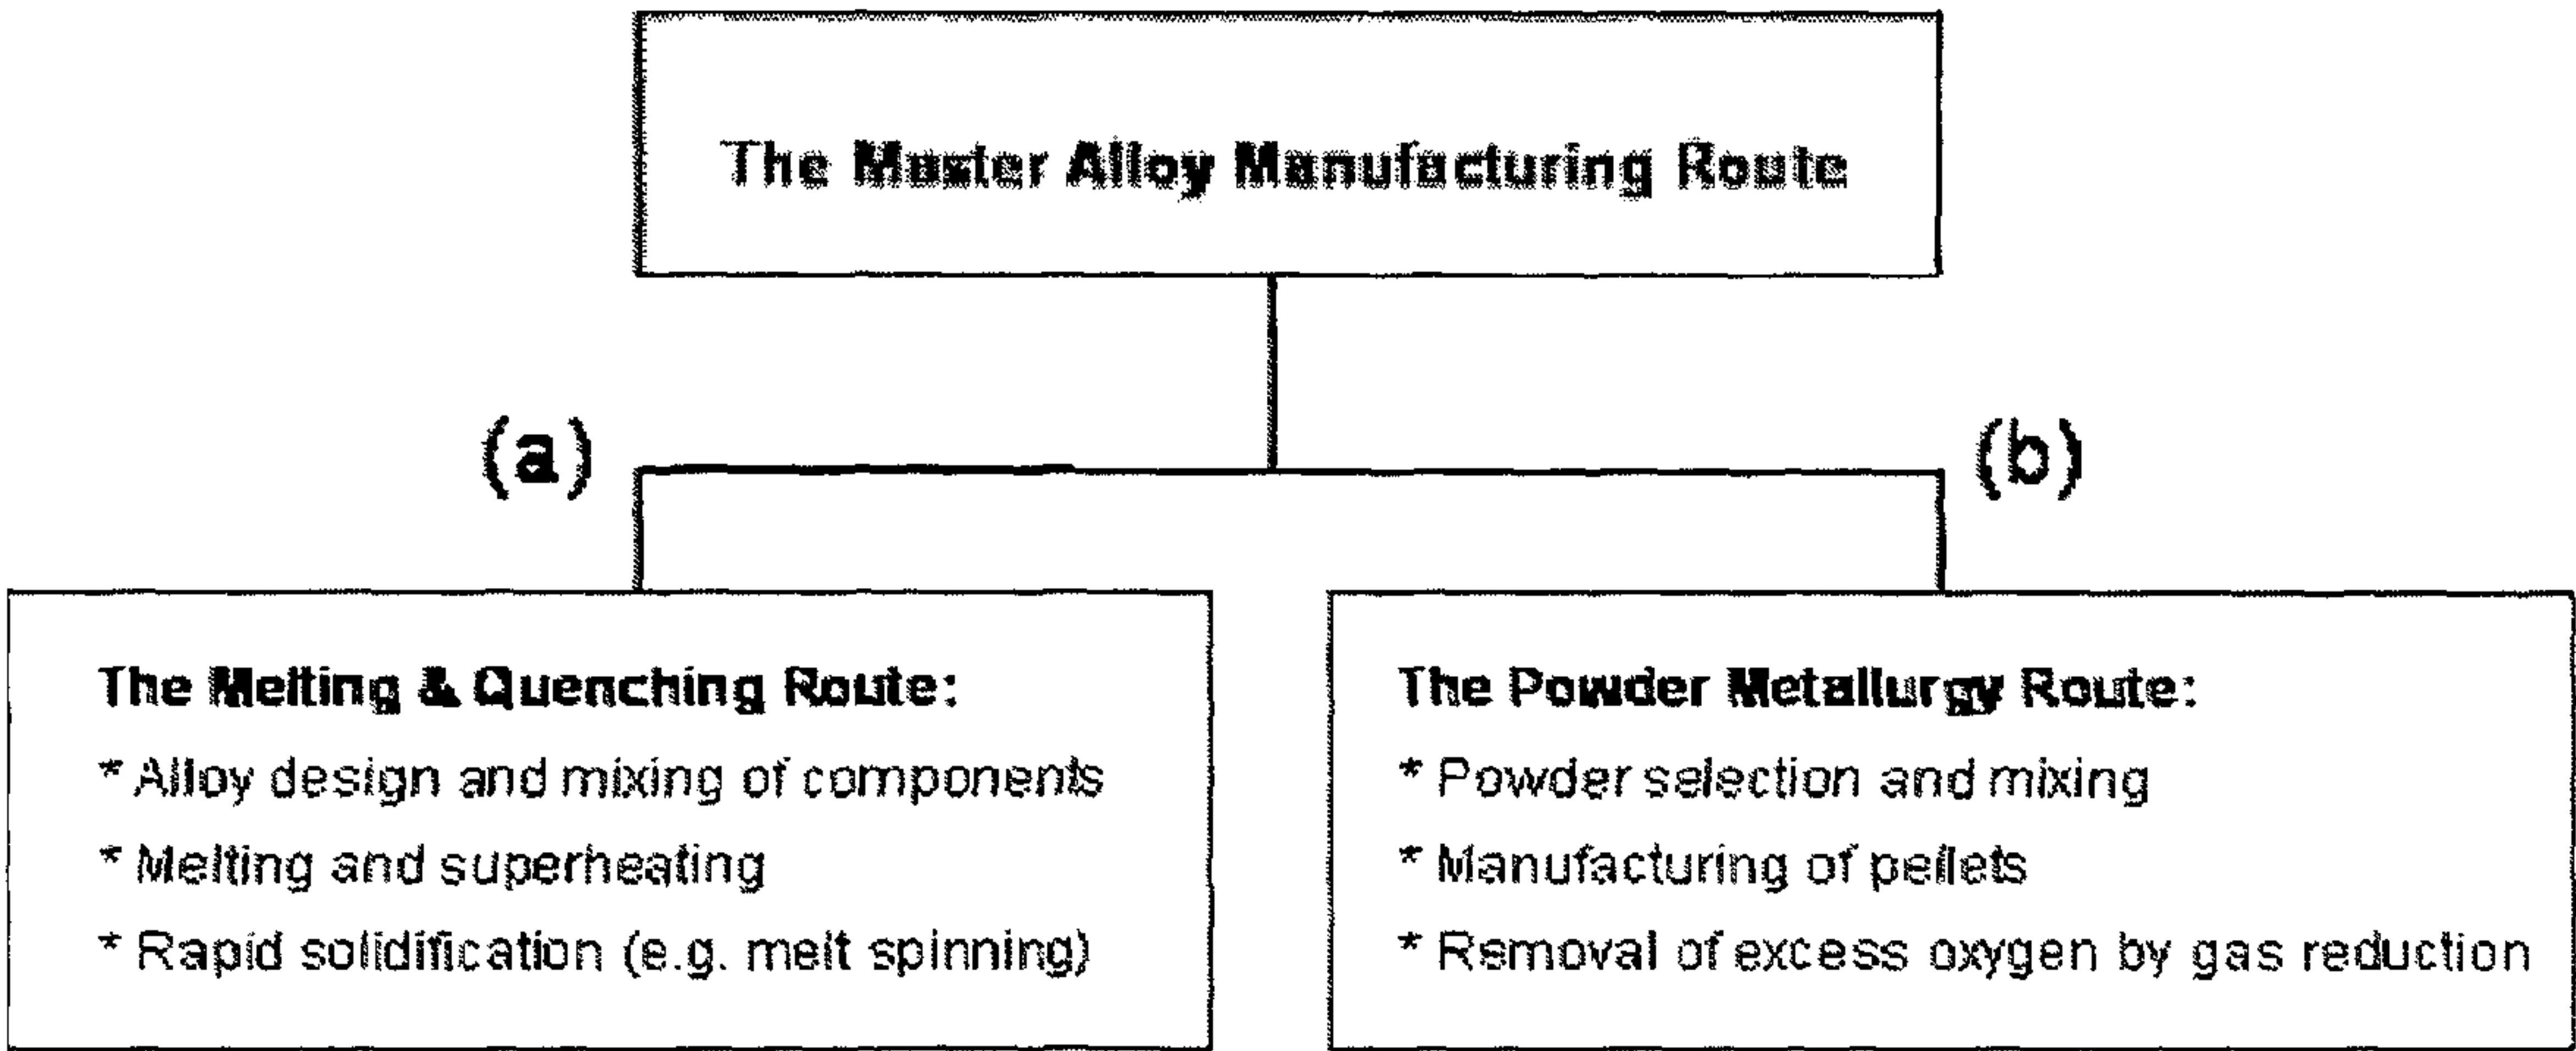 The Master Alloy Manufacturing Route
(a)
(b)
The Melting & Quenching Route:
* Alloy design and mixing of components
* Melting and superheating
* Rapid solidification (e.g. melt spinning)
The Powder Metallurgy Route:
* Powder selection and mixing
* Manufacturing of pellets
* Removal of excess oxygen by gas reduction